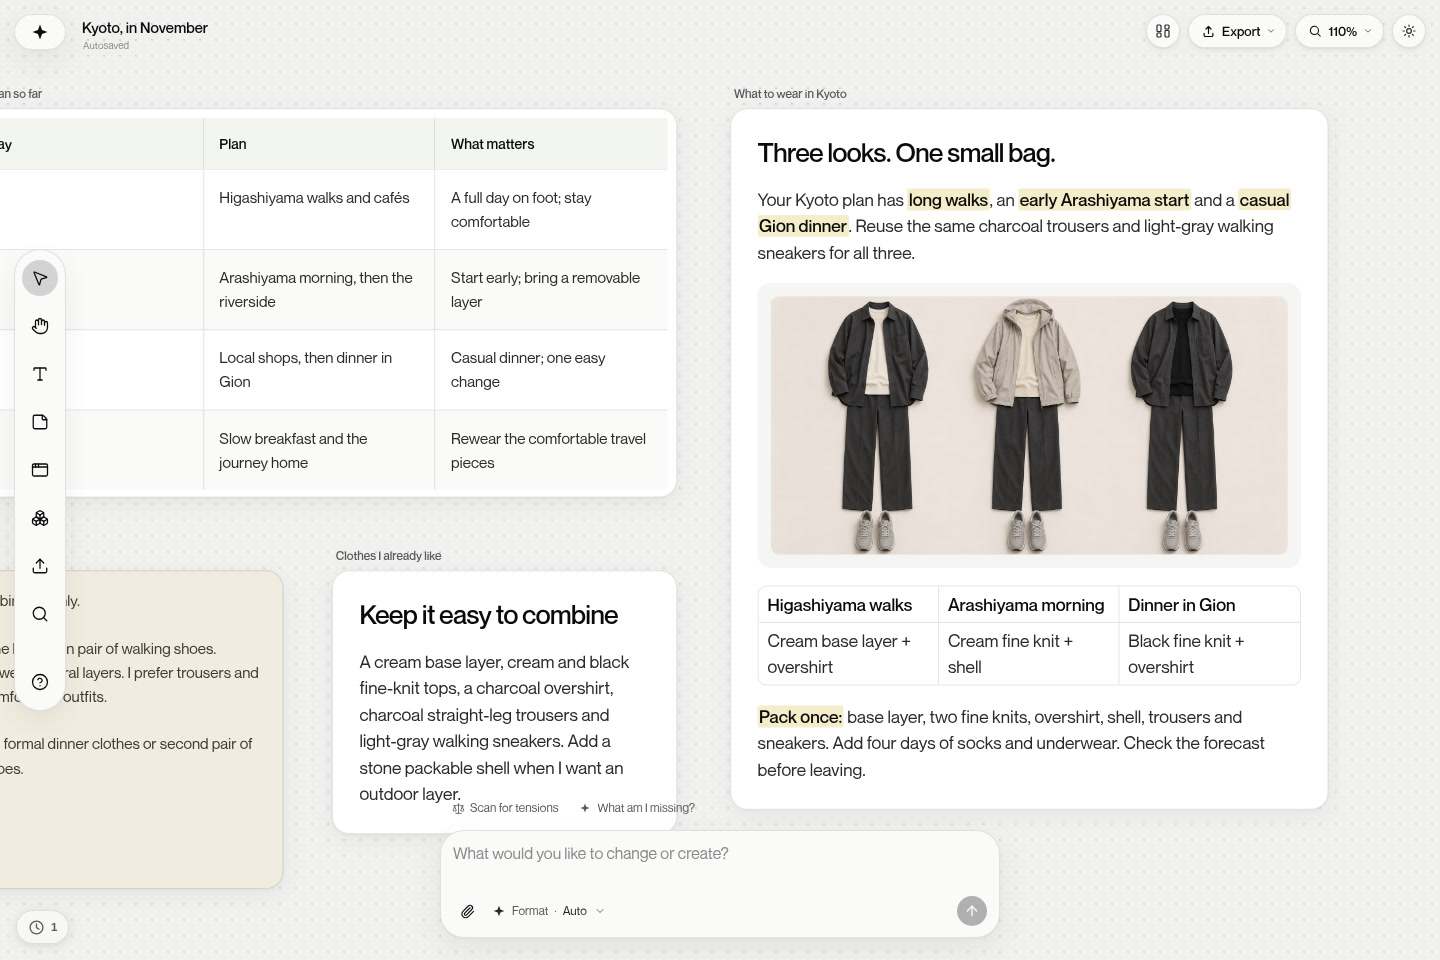 Kyoto, in November
Autosaved
Export
110%
an so far
ay
Plan
What matters
Higashiyama walks and cafés
A full day on foot; stay
comfortable
Arashiyama morning, then the
riverside
Start early; bring a removable
layer
Local shops, then dinner in
Gion
Casual dinner; one easy
change
Slow breakfast and the
journey home
Rewear the comfortable travel
pieces
n pair of walking shoes.
ral layers. I prefer trousers and
outfits.
formal dinner clothes or second pair of
oes.
Clothes I already like
Keep it easy to combine
A cream base layer, cream and black
fine-knit tops, a charcoal overshirt,
charcoal straight-leg trousers and
light-gray walking sneakers. Add a
stone packable shell when I want an
outdoor layer.
What to wear in Kyoto
Three looks. One small bag.
Your Kyoto plan has long walks, an early Arashiyama start and a casual
Gion dinner. Reuse the same charcoal trousers and light-gray walking
sneakers for all three.
Higashiyama walks
Arashiyama morning
Dinner in Gion
Cream base layer +
overshirt
Cream fine knit +
shell
Black fine knit +
overshirt
Pack once: base layer, two fine knits, overshirt, shell, trousers and
sneakers. Add four days of socks and underwear. Check the forecast
before leaving.
Scan for tensions
What am I missing?
What would you like to change or create?
Format · Auto
1